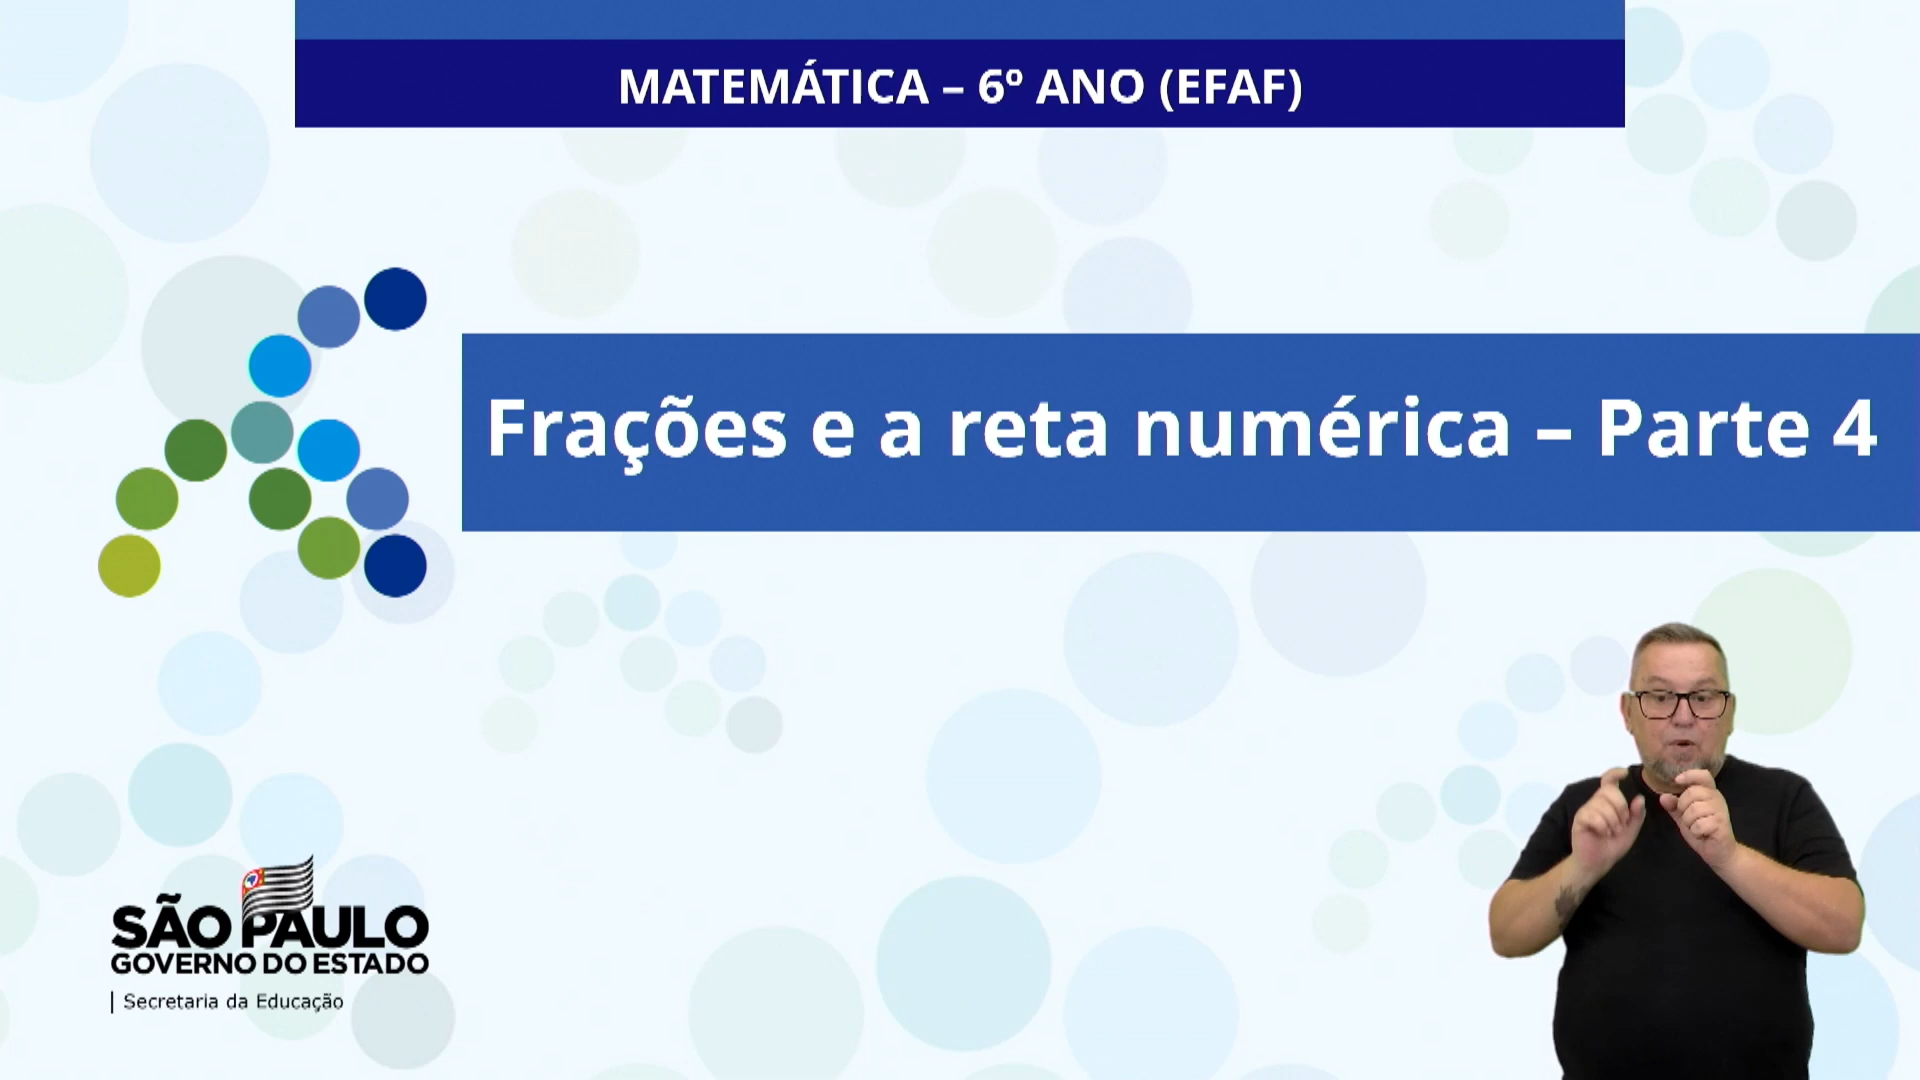 MATEMÁTICA – 6º ANO (EFAF)
Frações e a reta numérica – Parte 4
SÃO PAULO
GOVERNO DO ESTADO
Secretaria da Educação